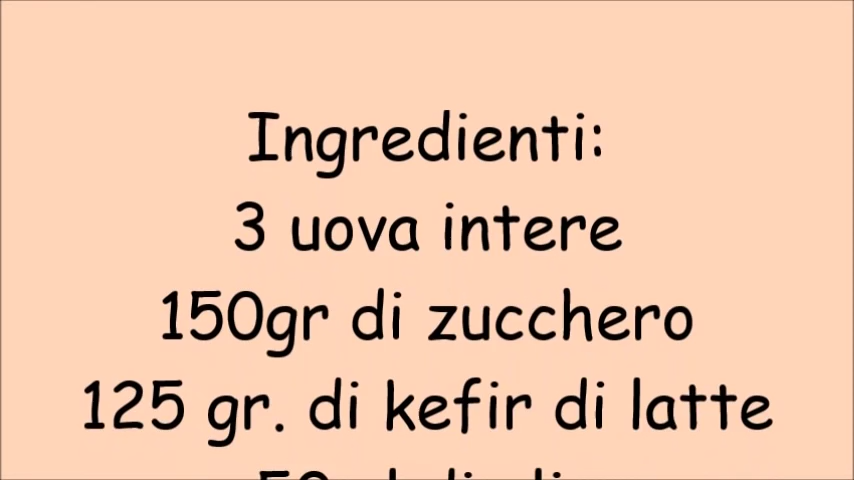 Ingredienti:
3 uova intere
150gr di zucchero
125 gr. di kefir di latte